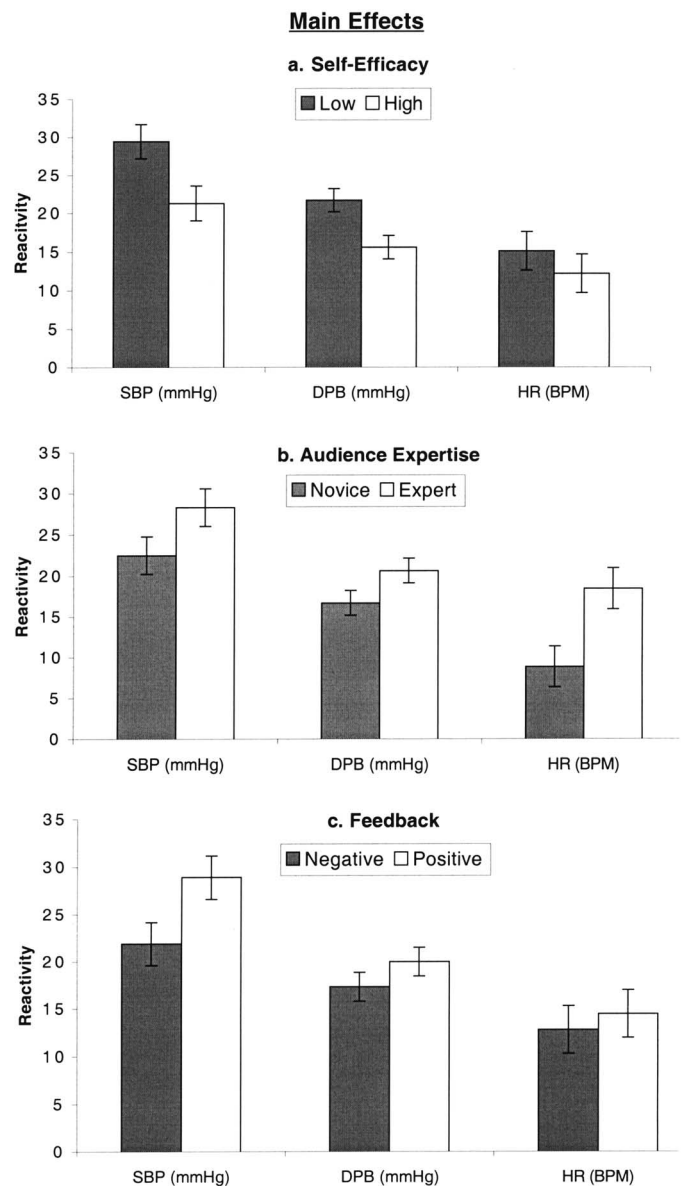 Main Effects
a. Self-Efficacy
Low High
35
30
25
20
15
10
5
0
Reacitvity
SBP (mmHg) DPB (mmHg) HR (BPM)
b. Audience Expertise
Novice Expert
35
30
25
20
15
10
5
0
Reactivity
SBP (mmHg) DPB (mmHg) HR (BPM)
c. Feedback
Negative Positive
35
30
25
20
15
10
5
0
Reactivity
SBP (mmHg) DPB (mmHg) HR (BPM)